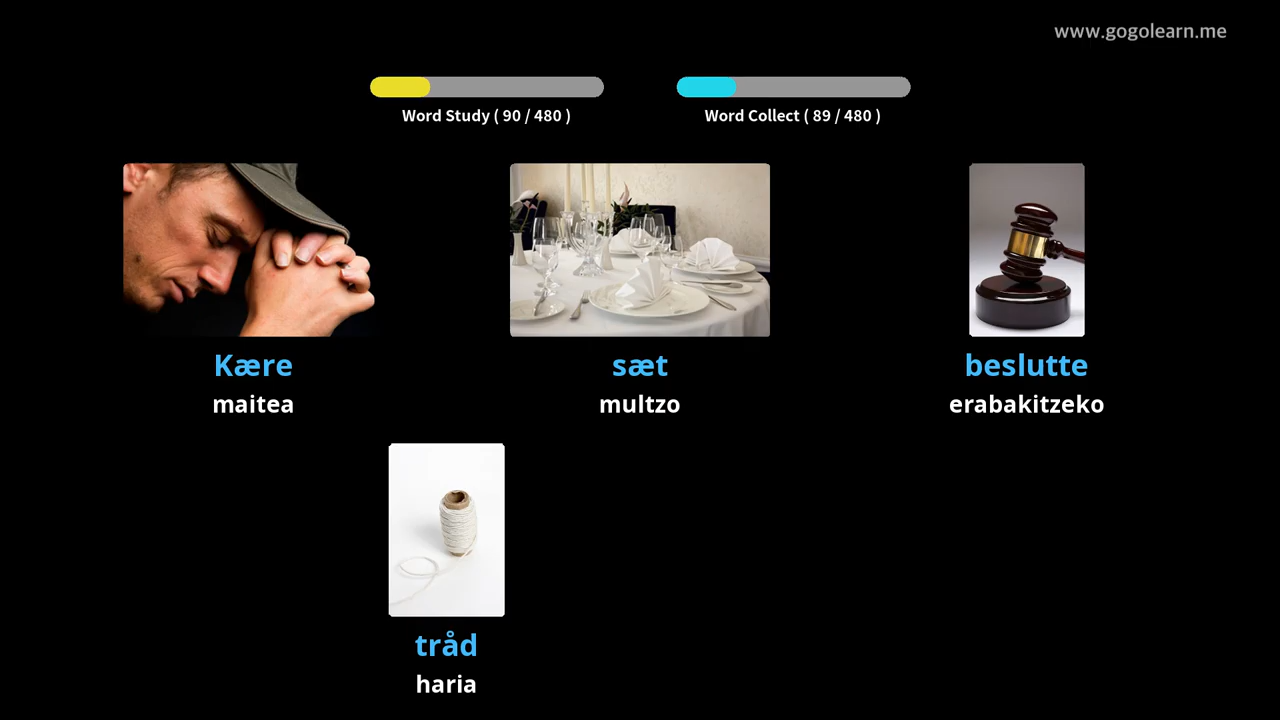 www.gogolearn.me
Word Study ( 90 / 480 )
Word Collect ( 89 / 480 )
Kære
maitea
sæt
multzo
beslutte
erabakitzeko
tråd
haria